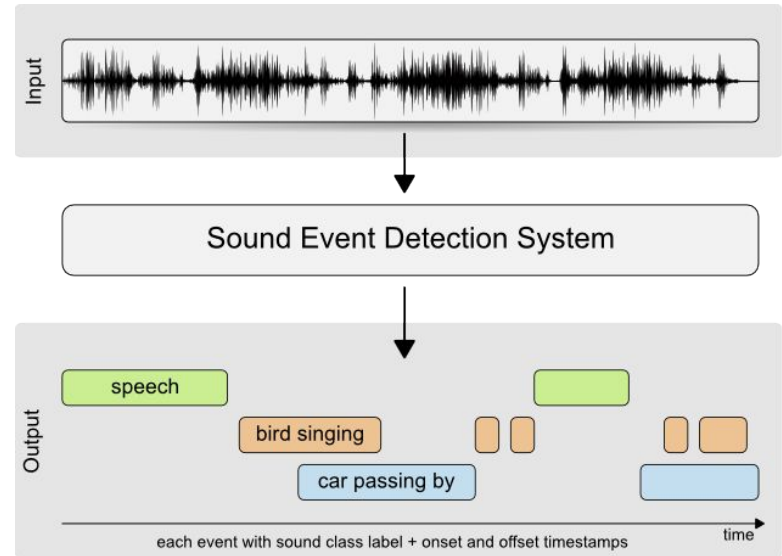 Input
Sound Event Detection System
Output
speech
bird singing
car passing by
time
each event with sound class label + onset and offset timestamps